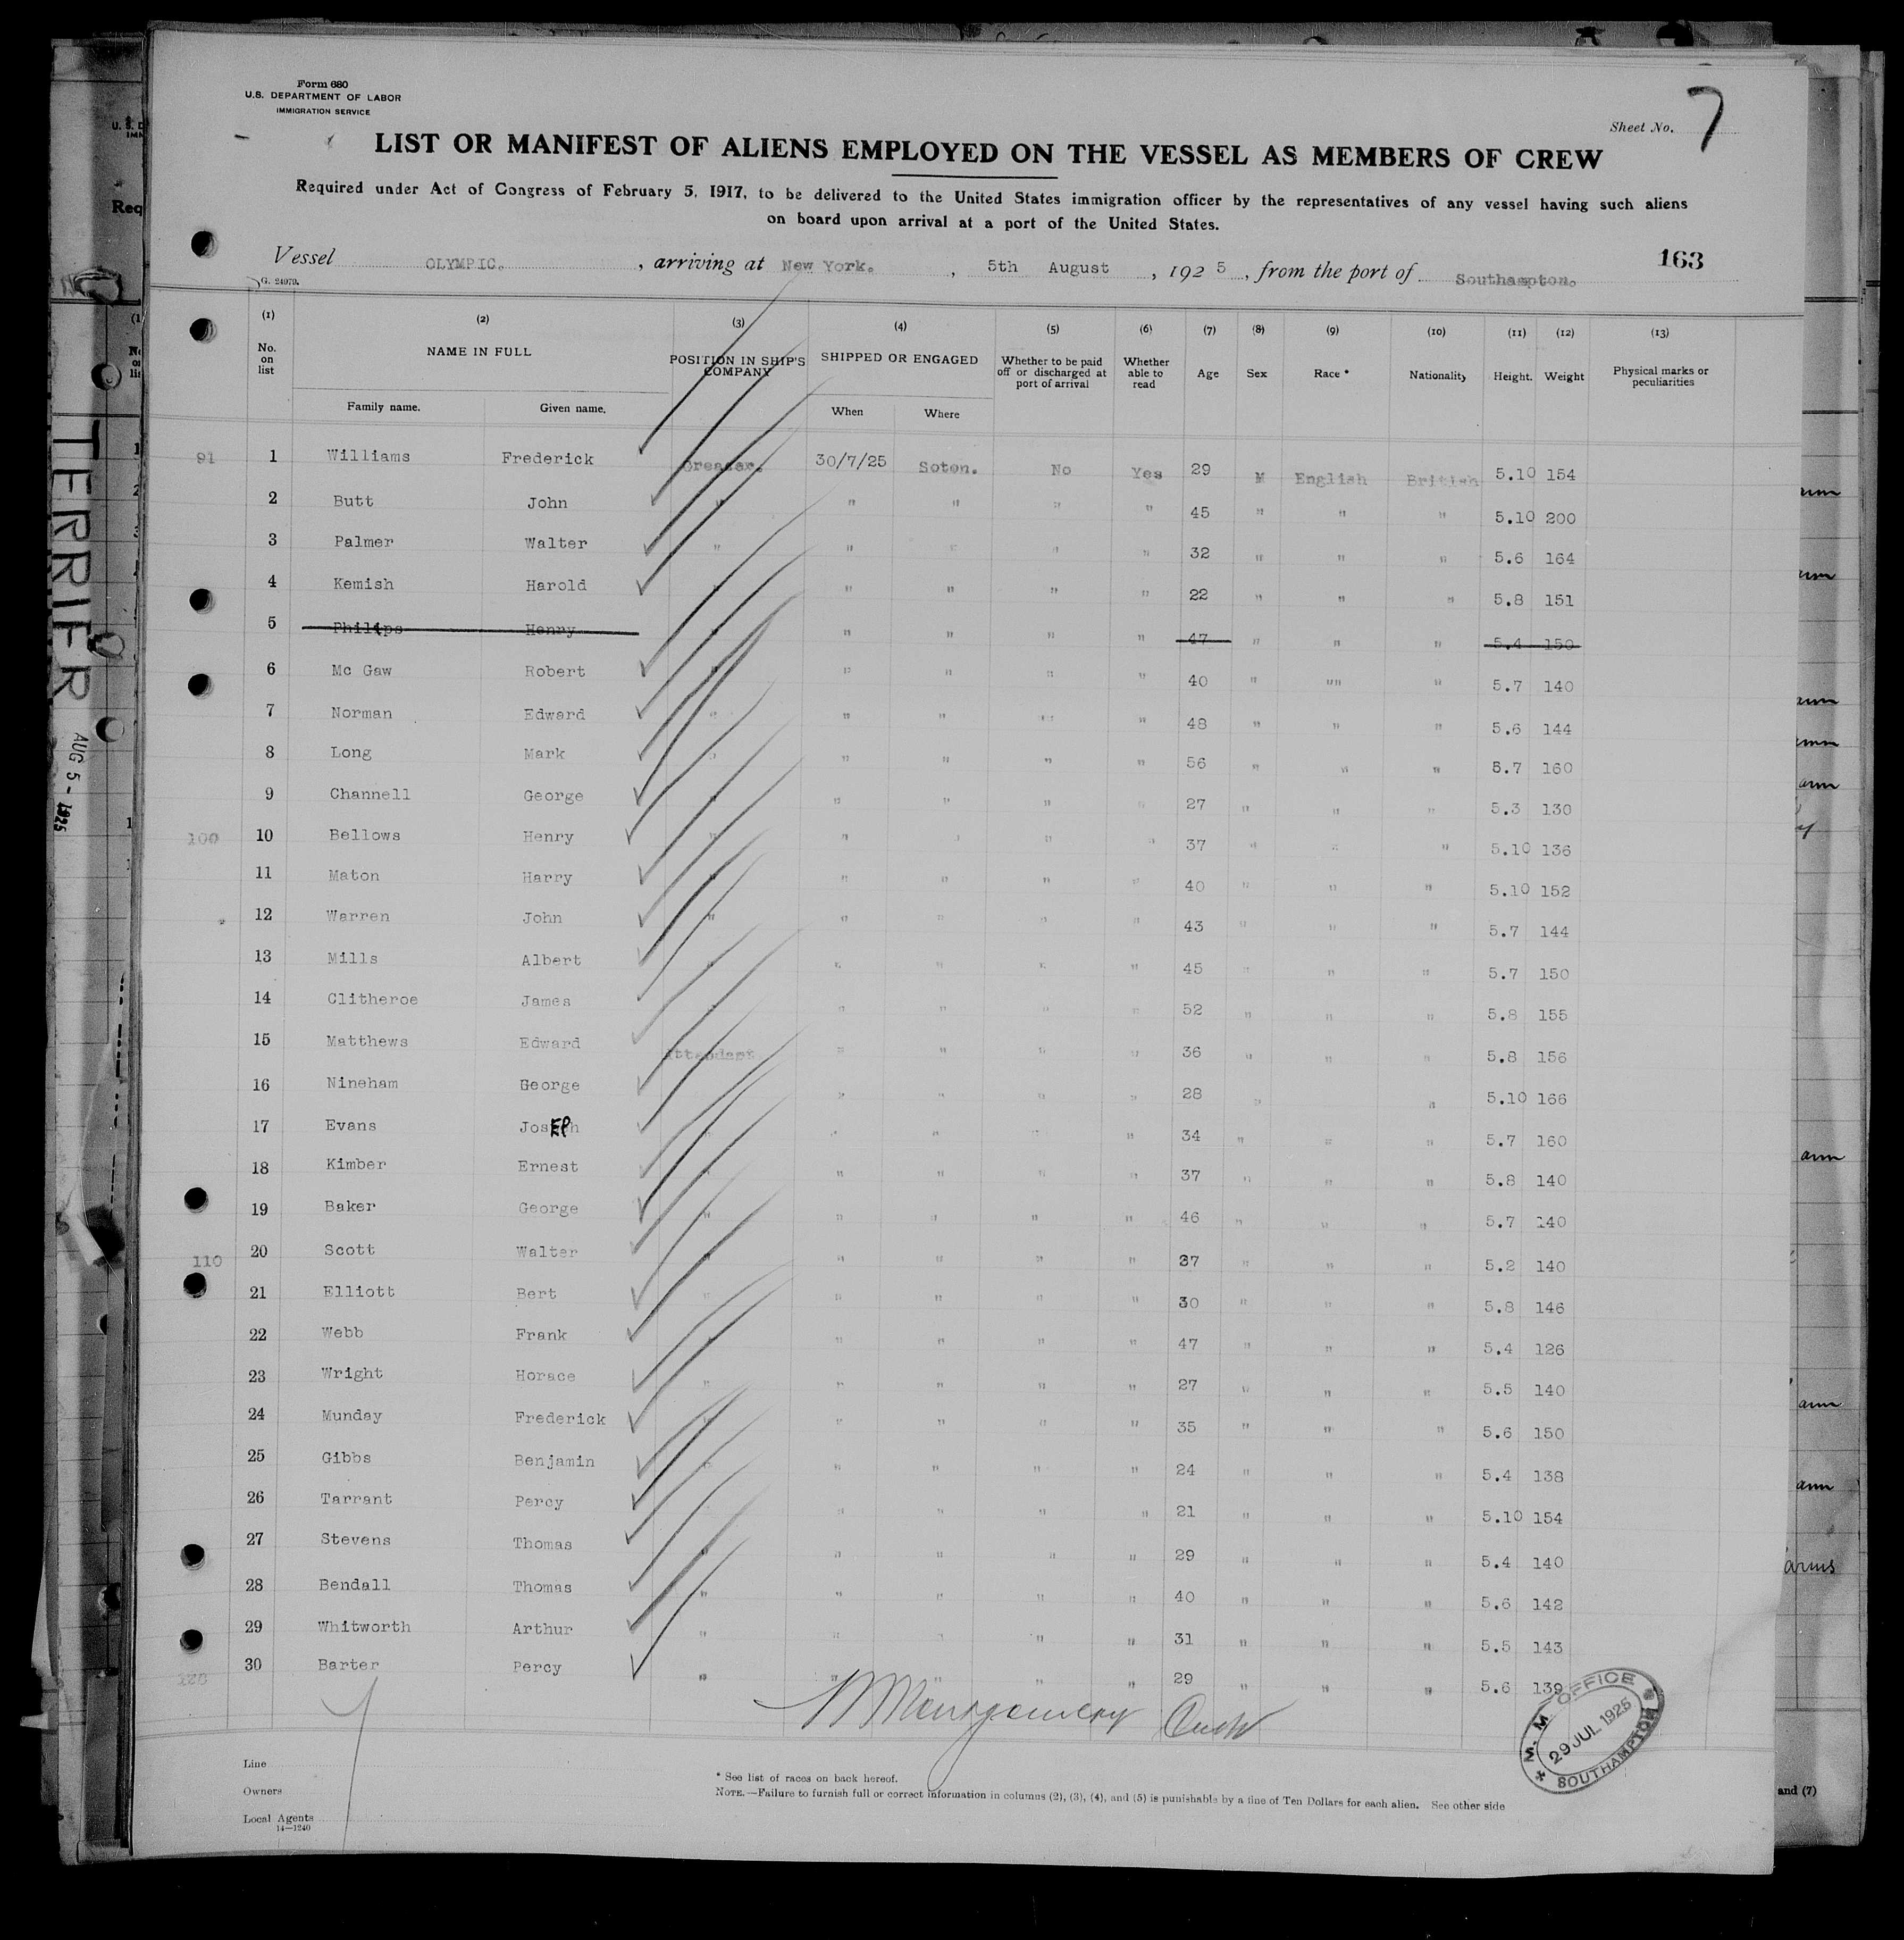 Form 680
U.S. DEPARTMENT OF LABOR
IMMIGRATION SERVICE
Sheet No. 7
LIST OR MANIFEST OF ALIENS EMPLOYED ON THE VESSEL AS MEMBERS OF CREW
Required under Act of Congress of February 5, 1917, to be delivered to the United States immigration officer by the representatives of any vessel having such aliens
on board upon arrival at a port of the United States.
Vessel OLYMPIC. , arriving at New York. , 5th August , 192 5 , from the port of Southampton.
163
G. 24079.
(1) (2) (3) (4) (5) (6) (7) (8) (9) (10) (11) (12) (13)
No. on list NAME IN FULL POSITION IN SHIP'S COMPANY SHIPPED OR ENGAGED Whether to be paid off or discharged at port of arrival Whether able to read Age Sex Race * Nationality Height. Weight Physical marks or peculiarities
Family name. Given name. When Where
91 1 Williams Frederick Greaser. 30/7/25 Soton. No Yes 29 M English British 5.10 154
2 Butt John " " " " " 45 " " " 5.10 200
3 Palmer Walter " " " " " 32 " " " 5.6 164
4 Kemish Harold " " " " " 22 " " " 5.8 151
5 Philips Henry " " " " " 47 " " " 5.4 150
6 Mc Gaw Robert " " " " " 40 " "" " 5.7 140
7 Norman Edward " " " " " 48 " " " 5.6 144
8 Long Mark " " " " " 56 " " " 5.7 160
9 Channell George " " " " " 27 " " " 5.3 130
100 10 Bellows Henry " " " " " 37 " " " 5.10 136
11 Maton Harry " " " " " 40 " " " 5.10 152
12 Warren John " " " " " 43 " " " 5.7 144
13 Mills Albert " " " " " 45 " " " 5.7 150
14 Clitheroe James " " " " " 52 " " " 5.8 155
15 Matthews Edward Attendant " " " " 36 " " " 5.8 156
16 Nineham George " " " " 28 " " 5.10 166
17 Evans JosEPh " " " " " 34 " " " 5.7 160
18 Kimber Ernest " " " " " 37 " " " 5.8 140
19 Baker George " " " " " 46 " " " 5.7 140
110 20 Scott Walter " " " " " 37 " " " 5.2 140
21 Elliott Bert " " " " " 30 " " " 5.8 146
22 Webb Frank " " " " " 47 " " " 5.4 126
23 Wright Horace " " " " " 27 " " " 5.5 140
24 Munday Frederick " " " " " 35 " " " 5.6 150
25 Gibbs Benjamin " " " " " 24 " " " 5.4 138
26 Tarrant Percy " " " " 21 " " " 5.10 154
27 Stevens Thomas " " " " " 29 " " " 5.4 140
28 Bendall Thomas " " " " " 40 " " " 5.6 142
29 Whitworth Arthur " " " " " 31 " " " 5.5 143
30 Barter Percy " " " " " 29 " " " 5.6 139
Montgomery
M. M. OFFICE
29 JUL 1925
SOUTHAMPTON
Line
Owners
Local Agents
14—1240
* See list of races on back hereof.
NOTE.—Failure to furnish full or correct information in columns (2), (3), (4), and (5) is punishable by a fine of Ten Dollars for each alien. See other side
TERRIFR
AUG 5 - 1925
Req
arm
arm
arm
arm
arm
arm
arm
arm
arms
and (7)